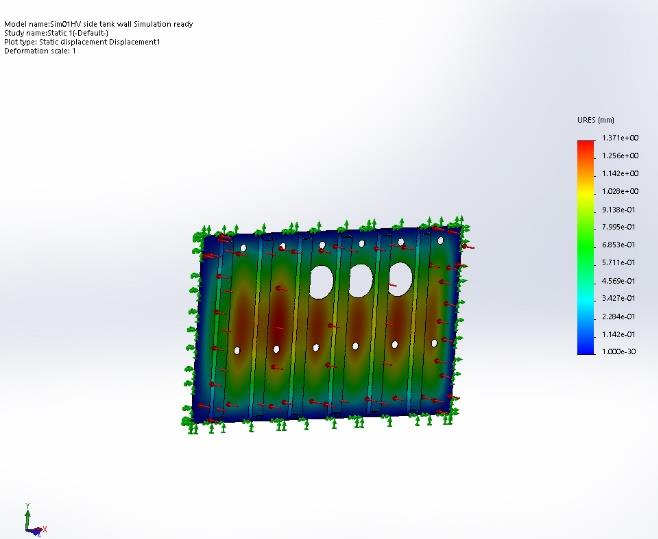 Model name:Sim01HV side tank wall Simulation ready
Study name:Static 1(-Default-)
Plot type: Static displacement Displacement1
Deformation scale: 1
URES (mm)
1.371e+00
1.256e+00
1.142e+00
1.028e+00
9.138e-01
7.995e-01
6.853e-01
5.711e-01
4.569e-01
3.427e-01
2.284e-01
1.142e-01
1.000e-30
Y
X